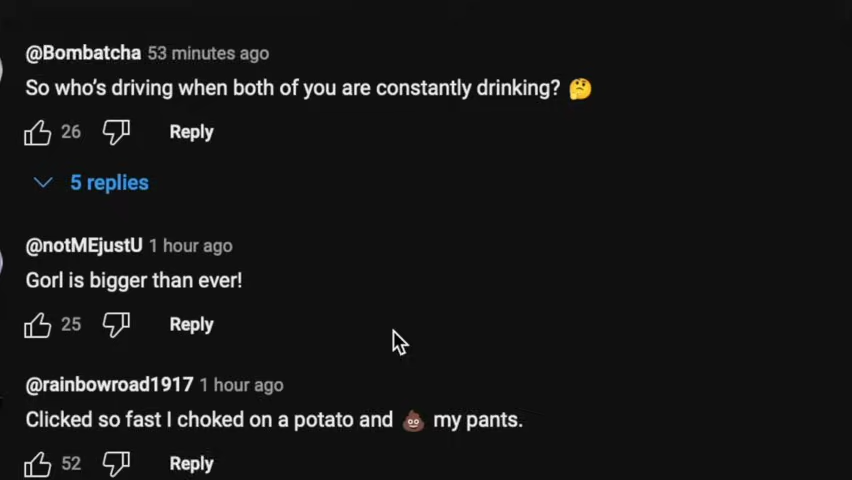 @Bombatcha 53 minutes ago
So who's driving when both of you are constantly drinking? 🤔
26 Reply
5 replies
@notMEjustU 1 hour ago
Gorl is bigger than ever!
25 Reply
@rainbowroad1917 1 hour ago
Clicked so fast I choked on a potato and 💩 my pants.
52 Reply